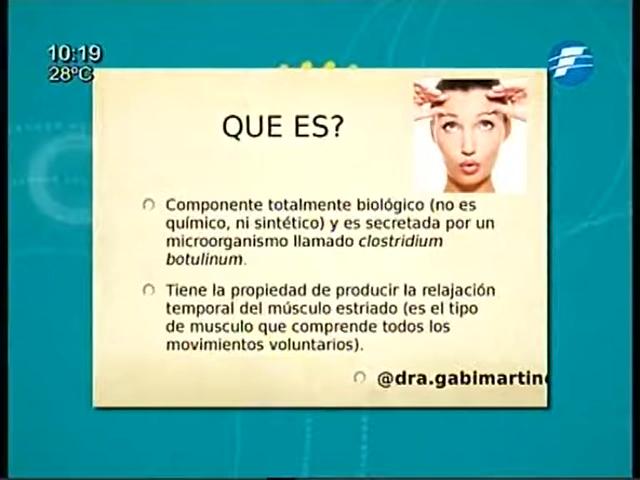 10:19
28ºC
QUE ES?
Componente totalmente biológico (no es
químico, ni sintético) y es secretada por un
microorganismo llamado clostridium
botulinum.
Tiene la propiedad de producir la relajación
temporal del músculo estriado (es el tipo
de musculo que comprende todos los
movimientos voluntarios).
@dra.gabimartin